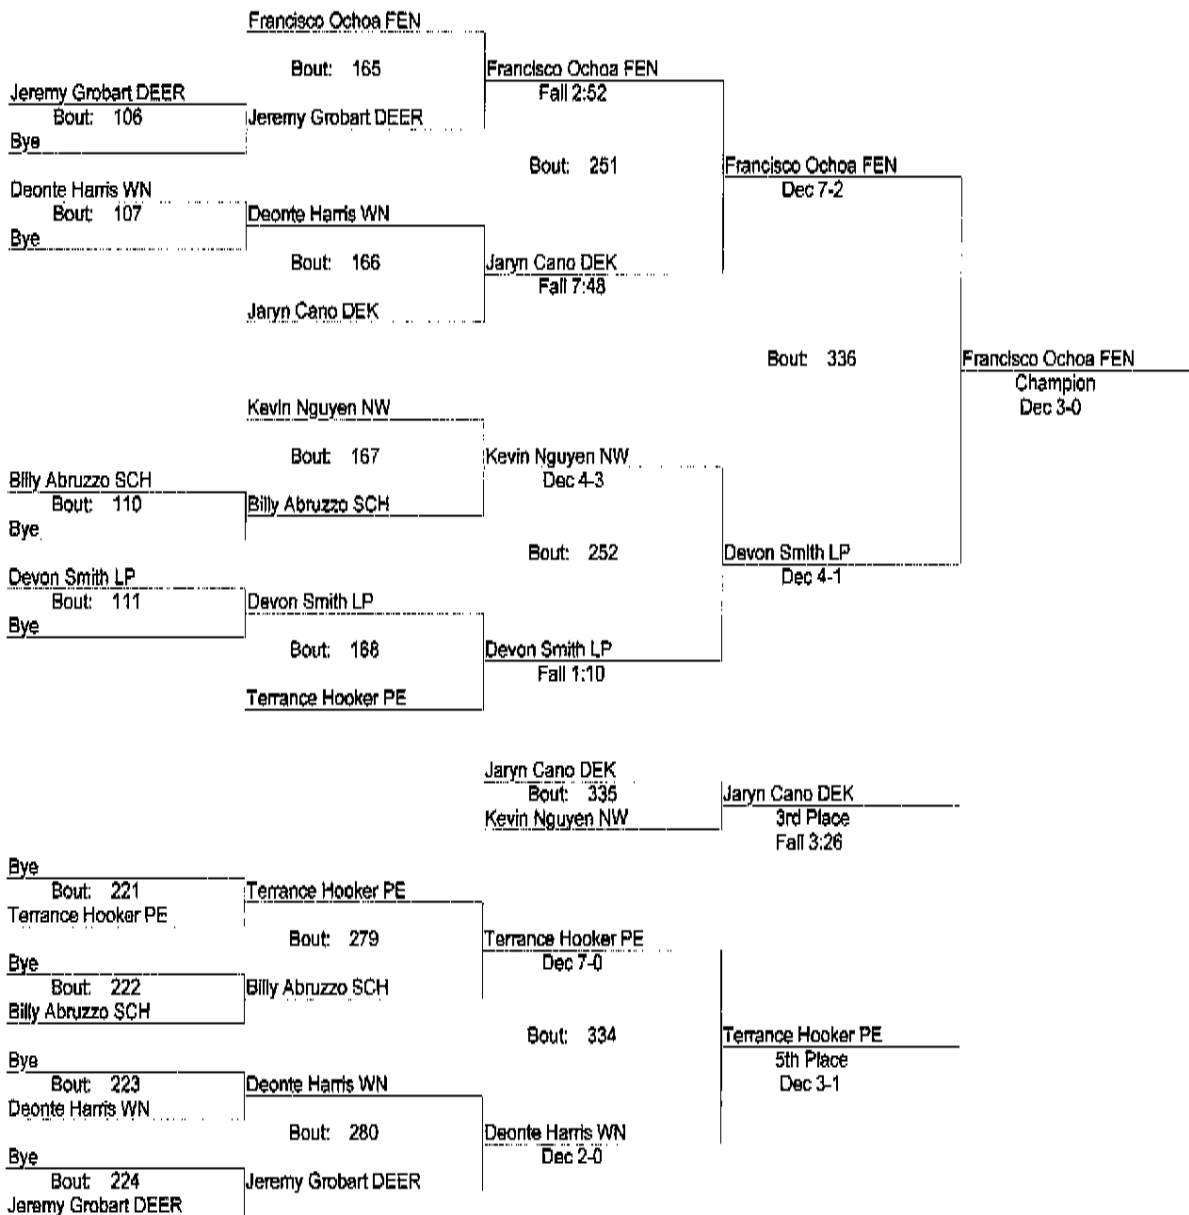 Francisco Ochoa FEN
Bout: 165
Francisco Ochoa FEN
Fall 2:52
Jeremy Grobart DEER
Bout: 106
Jeremy Grobart DEER
Bye
Bout: 251
Francisco Ochoa FEN
Dec 7-2
Deonte Harris WN
Bout: 107
Deonte Harris WN
Bye
Bout: 166
Jaryn Cano DEK
Fall 7:48
Jaryn Cano DEK
Bout: 336
Francisco Ochoa FEN
Champion
Dec 3-0
Kevin Nguyen NW
Bout: 167
Kevin Nguyen NW
Dec 4-3
Billy Abruzzo SCH
Bout: 110
Billy Abruzzo SCH
Bye
Bout: 252
Devon Smith LP
Dec 4-1
Devon Smith LP
Bout: 111
Devon Smith LP
Bye
Bout: 168
Devon Smith LP
Fall 1:10
Terrance Hooker PE
Jaryn Cano DEK
Bout: 335
Jaryn Cano DEK
Kevin Nguyen NW
3rd Place
Fall 3:26
Bye
Bout: 221
Terrance Hooker PE
Terrance Hooker PE
Bout: 279
Terrance Hooker PE
Dec 7-0
Bye
Bout: 222
Billy Abruzzo SCH
Billy Abruzzo SCH
Bout: 334
Terrance Hooker PE
5th Place
Dec 3-1
Bye
Bout: 223
Deonte Harris WN
Deonte Harris WN
Bout: 280
Deonte Harris WN
Dec 2-0
Bye
Bout: 224
Jeremy Grobart DEER
Jeremy Grobart DEER